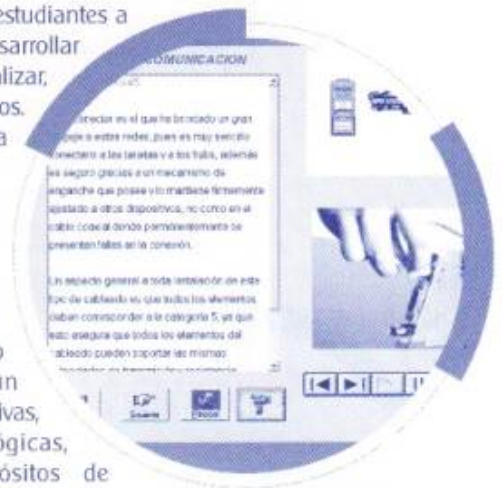 estudiantes a
sarrollar
lizar,
os.
a
COMUNICACION
conector es el que ha brindado un gran
a estas redes, pues es muy sencillo
conectarlo a las tarjetas y a los hubs, además
es seguro gracias a un mecanismo de
enganche que posee y lo mantiene firmemente
ajustado a otros dispositivos, no como en el
cable coaxial donde permanentemente se
presentan fallas en la conexión.
Un aspecto general a toda instalación de este
tipo de cableado es que todos los elementos
deben corresponder a la categoría 5, ya que
esto asegura que todos los elementos del
cableado pueden soportar las mismas
o
un
ivas,
ógicas,
ósitos de